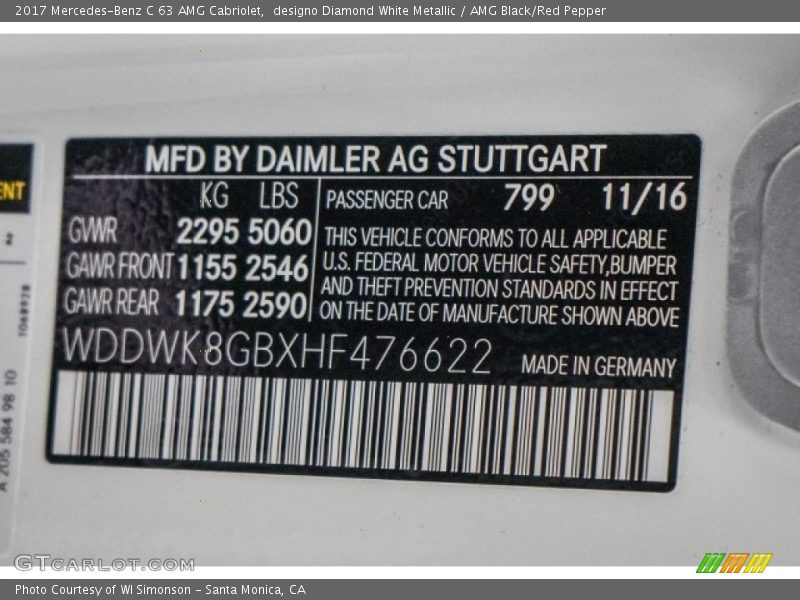 2017 Mercedes-Benz C 63 AMG Cabriolet,  designo Diamond White Metallic / AMG Black/Red Pepper
MFD BY DAIMLER AG STUTTGART
KG LBS
GVWR 2295 5060
GAWR FRONT 1155 2546
GAWR REAR 1175 2590
PASSENGER CAR 799 11/16
THIS VEHICLE CONFORMS TO ALL APPLICABLE
U.S. FEDERAL MOTOR VEHICLE SAFETY,BUMPER
AND THEFT PREVENTION STANDARDS IN EFFECT
ON THE DATE OF MANUFACTURE SHOWN ABOVE
WDDWK8GBXHF476622
MADE IN GERMANY
ENT
1068928
A 205 584 98 10
GTCARLOT.COM
Photo Courtesy of WI Simonson - Santa Monica, CA